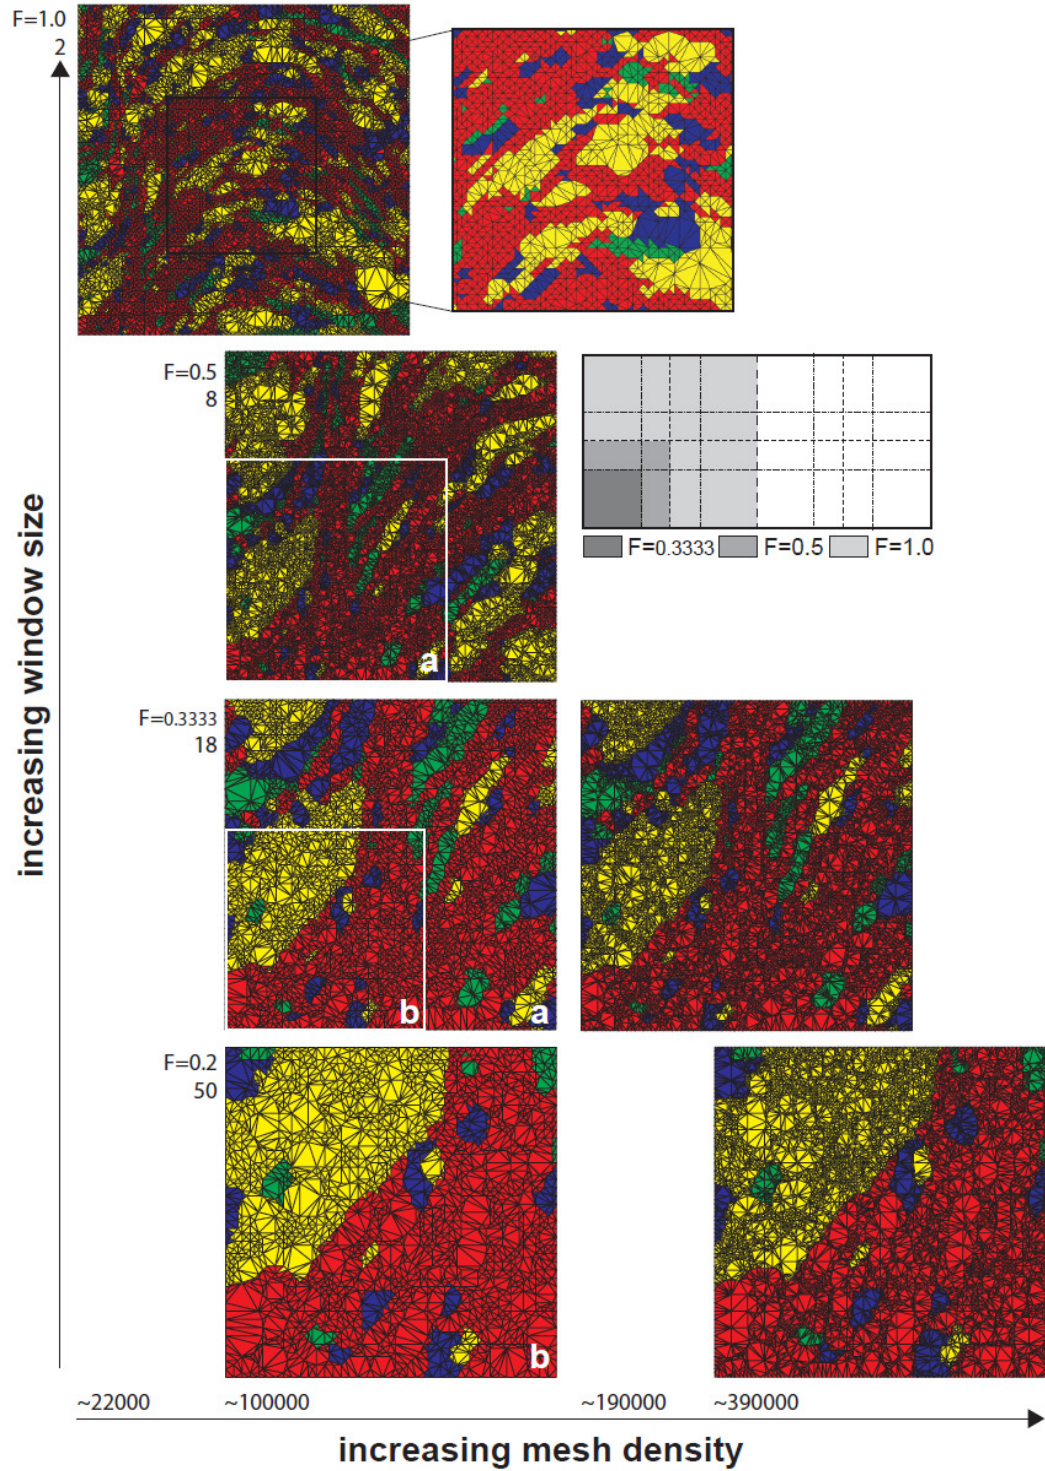 F=1.0
2
F=0.5
8
a
F=0.3333 F=0.5 F=1.0
F=0.3333
18
b
a
F=0.2
50
b
increasing window size
~22000 ~100000 ~190000 ~390000
increasing mesh density